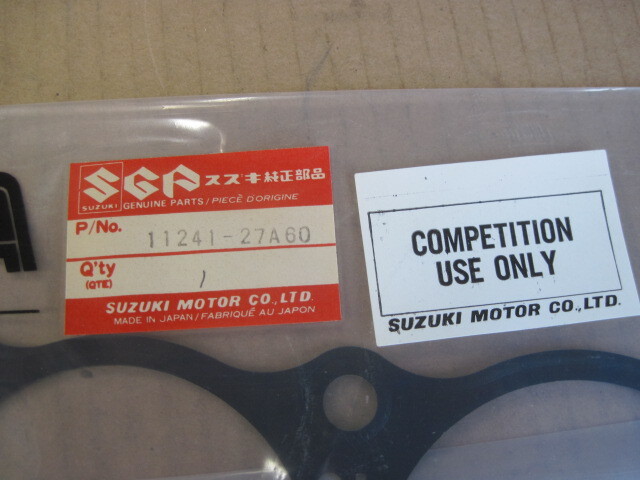 SGP スズキ純正部品
SUZUKI GENUINE PARTS / PIECÈ D'ORIGINE
P/No. 11241-27A60
Q'ty 1
(QTE)
SUZUKI MOTOR CO., LTD.
MADE IN JAPAN / FABRIQUÉ AU JAPON
COMPETITION
USE ONLY
SUZUKI MOTOR CO., LTD.